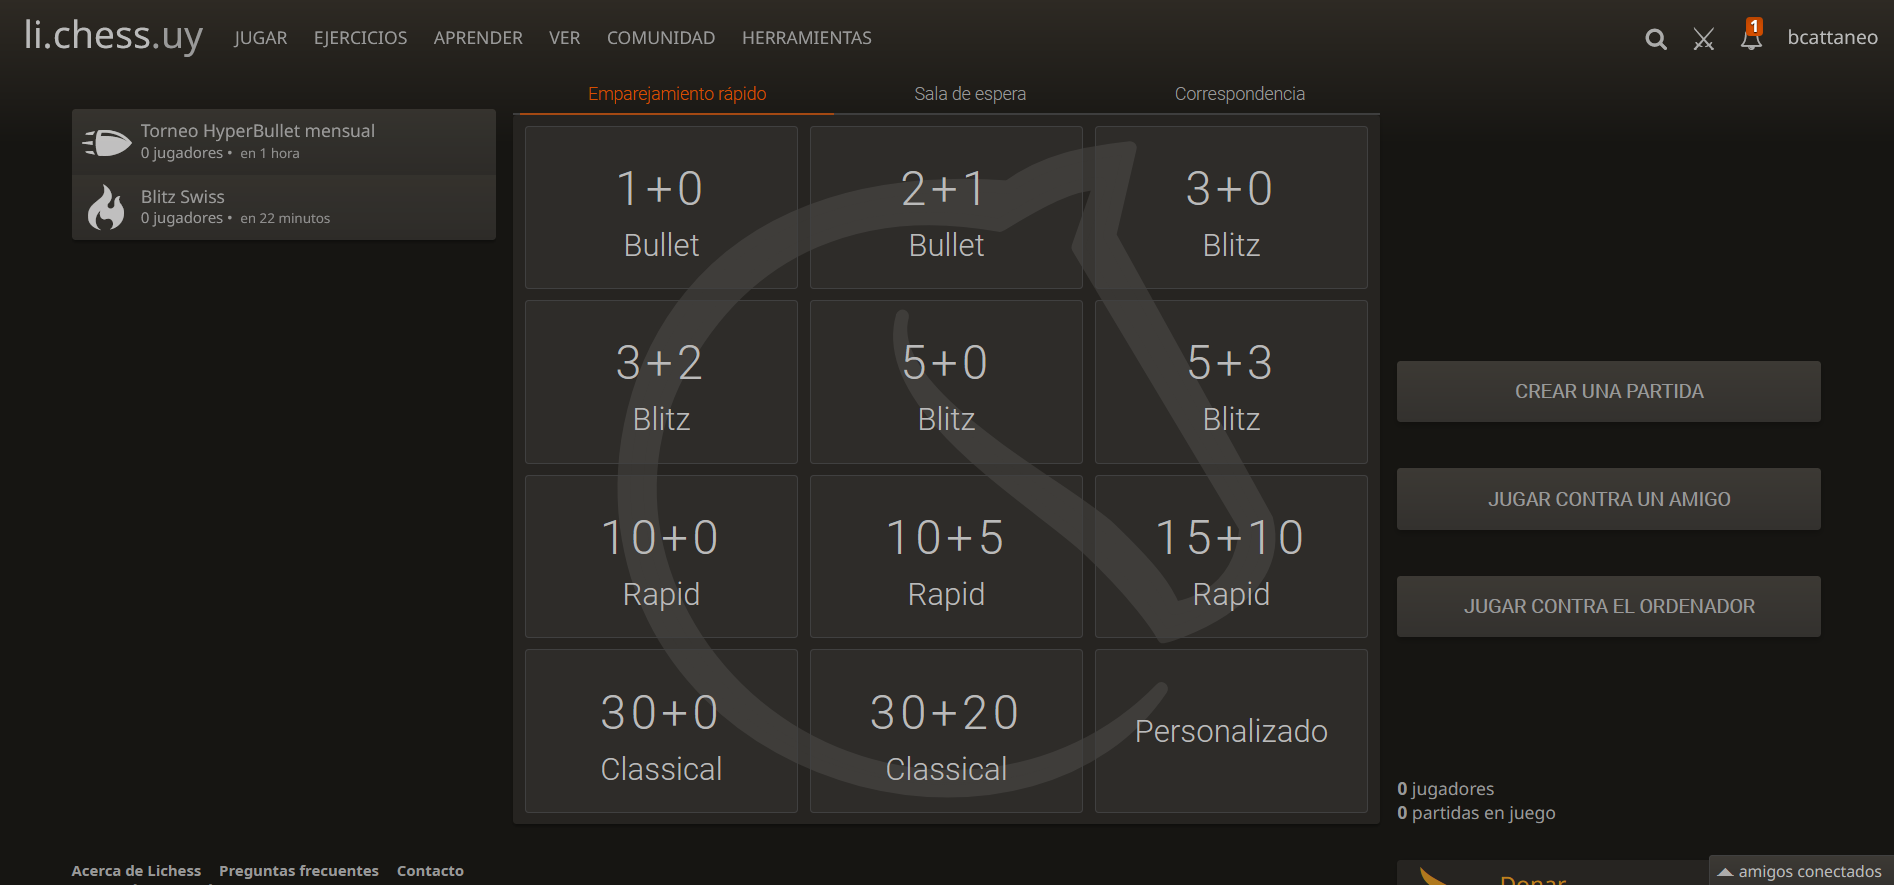 li.chess.uy
JUGAR EJERCICIOS APRENDER VER COMUNIDAD HERRAMIENTAS
1
bcattaneo
Torneo HyperBullet mensual
0 jugadores • en 1 hora
Blitz Swiss
0 jugadores • en 22 minutos
Emparejamiento rápido Sala de espera Correspondencia
1+0
Bullet
2+1
Bullet
3+0
Blitz
3+2
Blitz
5+0
Blitz
5+3
Blitz
10+0
Rapid
10+5
Rapid
15+10
Rapid
30+0
Classical
30+20
Classical
Personalizado
CREAR UNA PARTIDA
JUGAR CONTRA UN AMIGO
JUGAR CONTRA EL ORDENADOR
0 jugadores
0 partidas en juego
Acerca de Lichess Preguntas frecuentes Contacto
Donar
amigos conectados